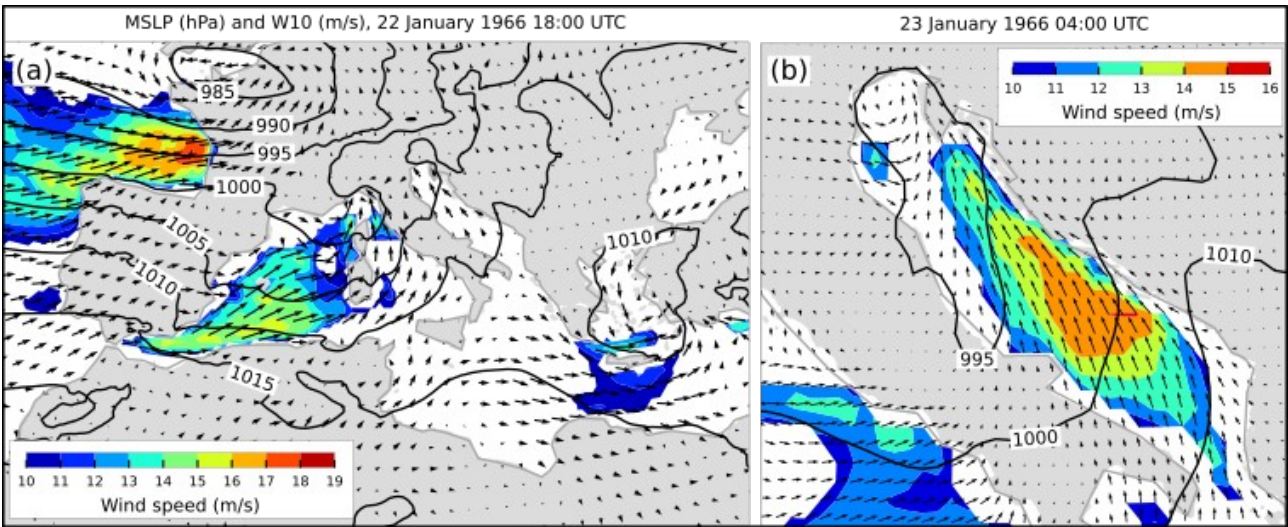 MSLP (hPa) and W10 (m/s), 22 January 1966 18:00 UTC
(a)
985
990
995
1000
1005
1010
1010
1015
10 11 12 13 14 15 16 17 18 19
Wind speed (m/s)
23 January 1966 04:00 UTC
(b)
10 11 12 13 14 15 16
Wind speed (m/s)
1010
995
1000